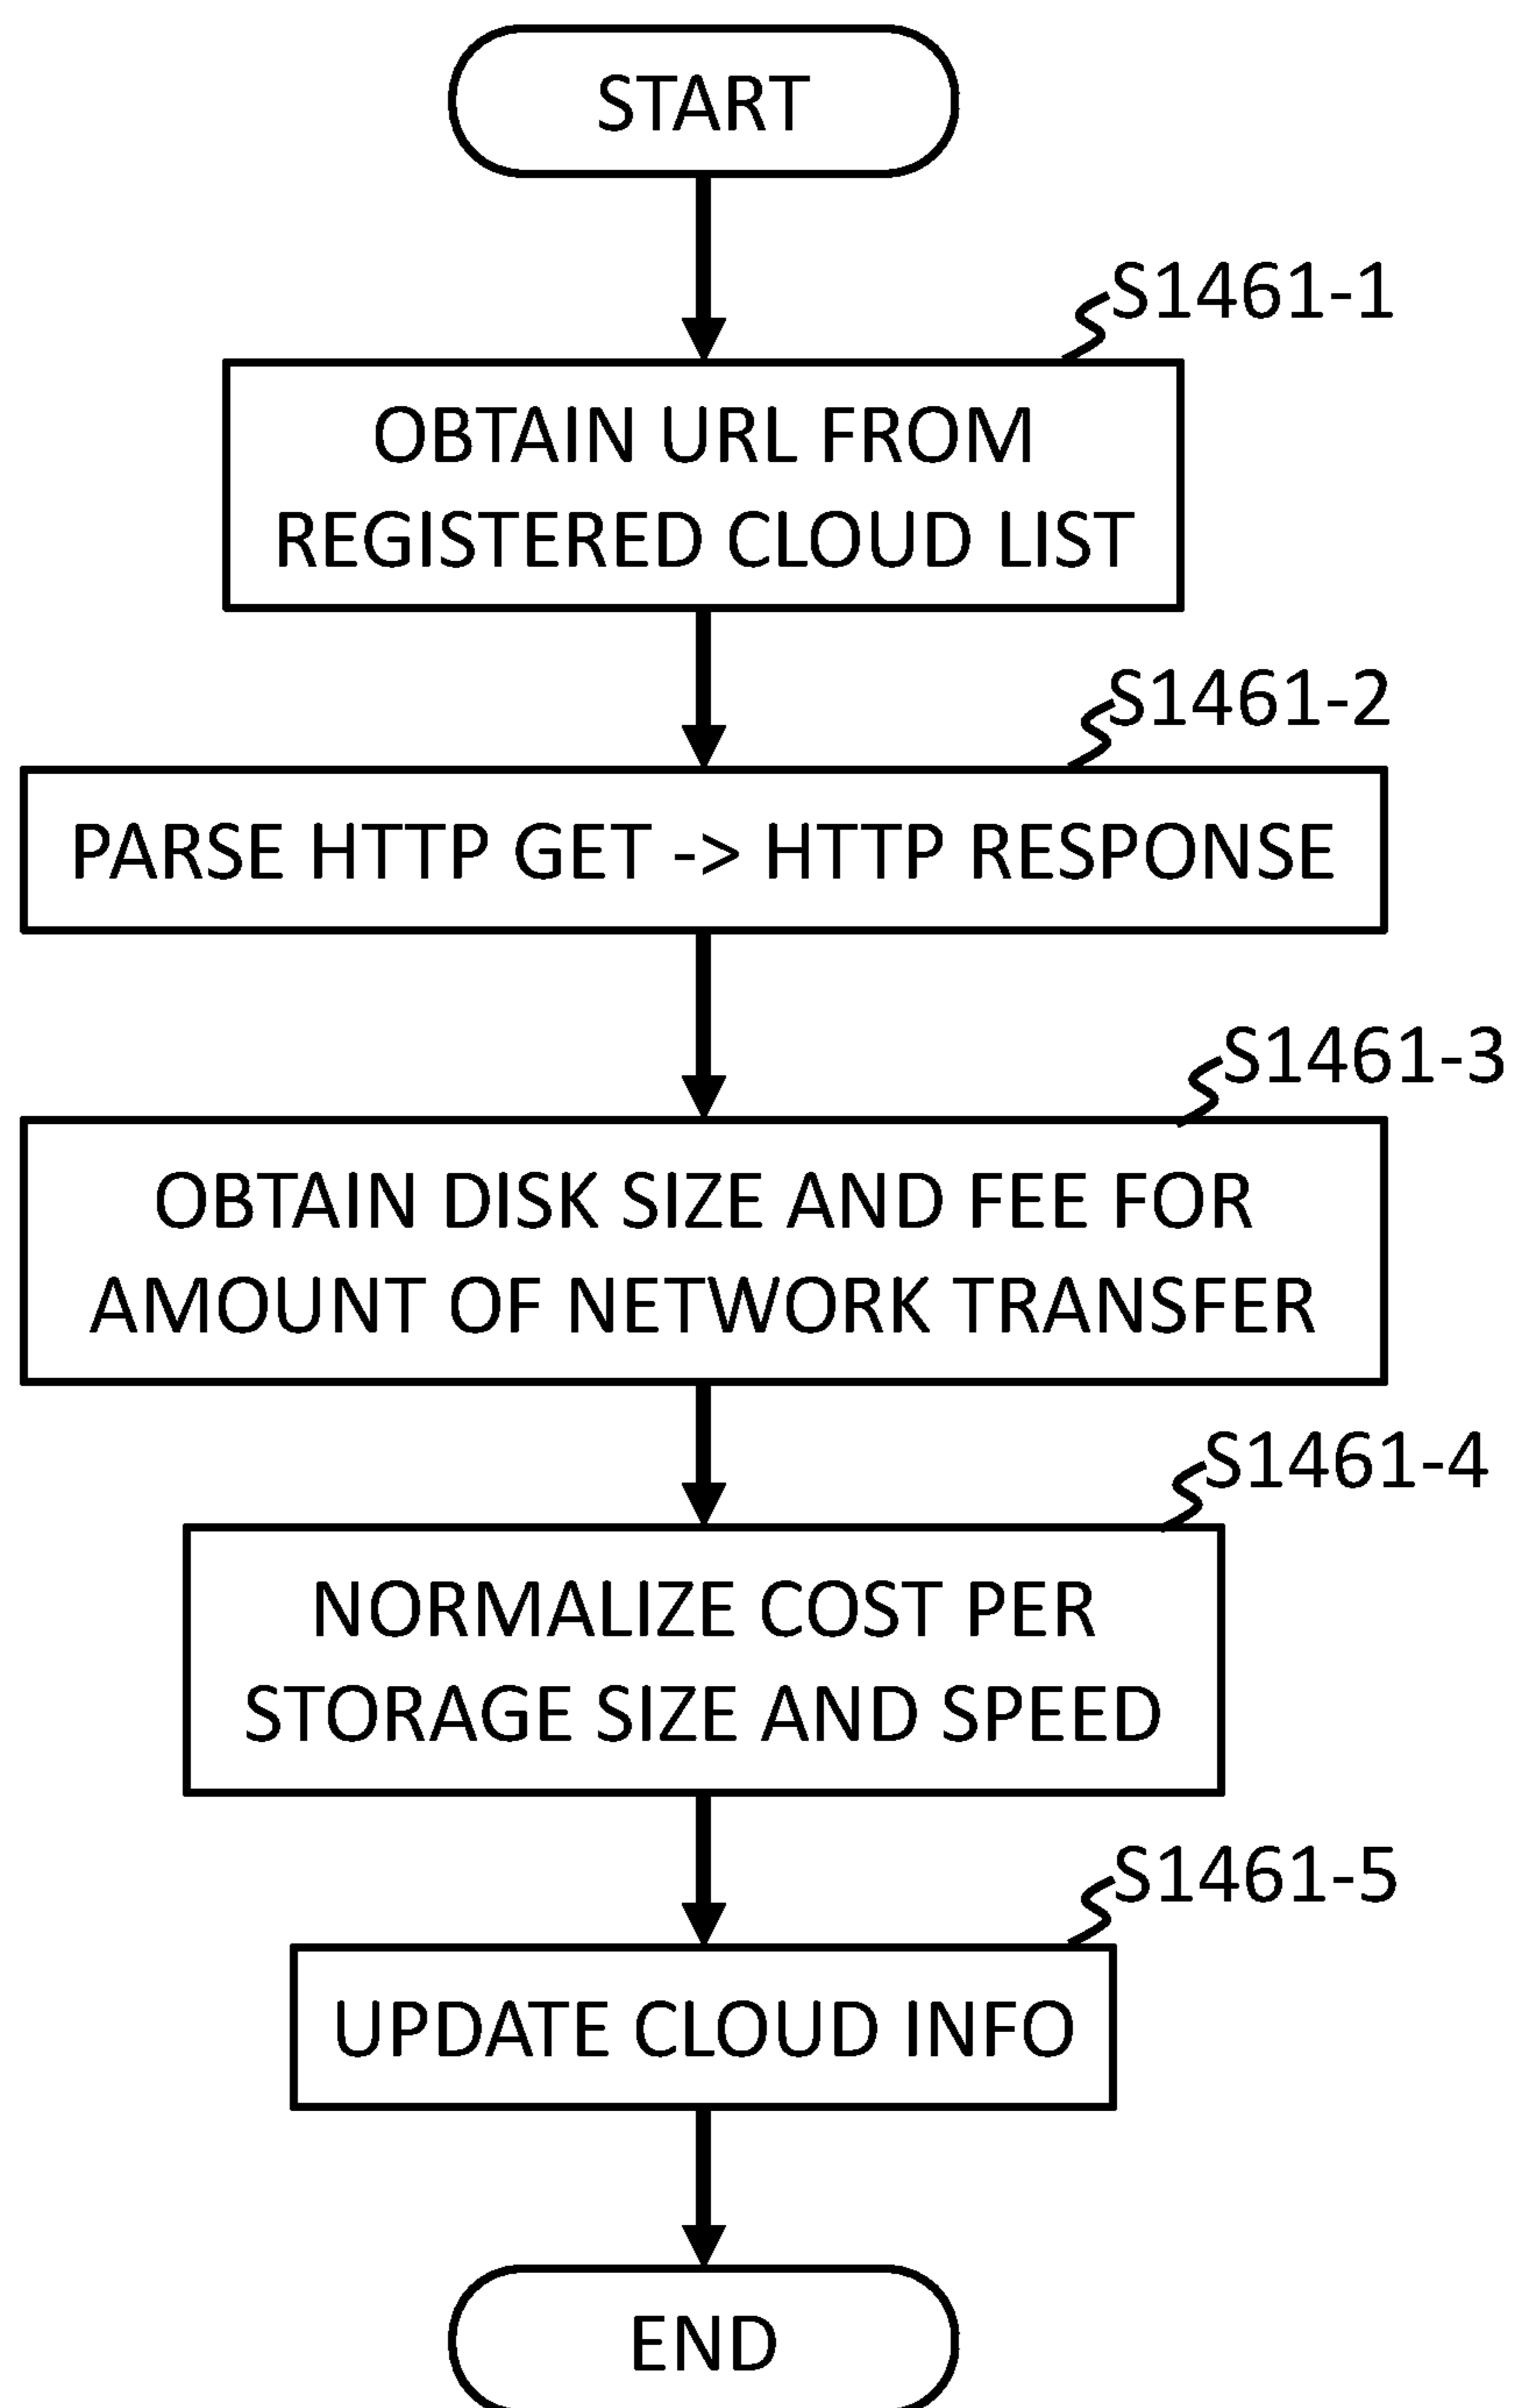 START
S1461-1
OBTAIN URL FROM
REGISTERED CLOUD LIST
S1461-2
PARSE HTTP GET -> HTTP RESPONSE
S1461-3
OBTAIN DISK SIZE AND FEE FOR
AMOUNT OF NETWORK TRANSFER
S1461-4
NORMALIZE COST PER
STORAGE SIZE AND SPEED
S1461-5
UPDATE CLOUD INFO
END